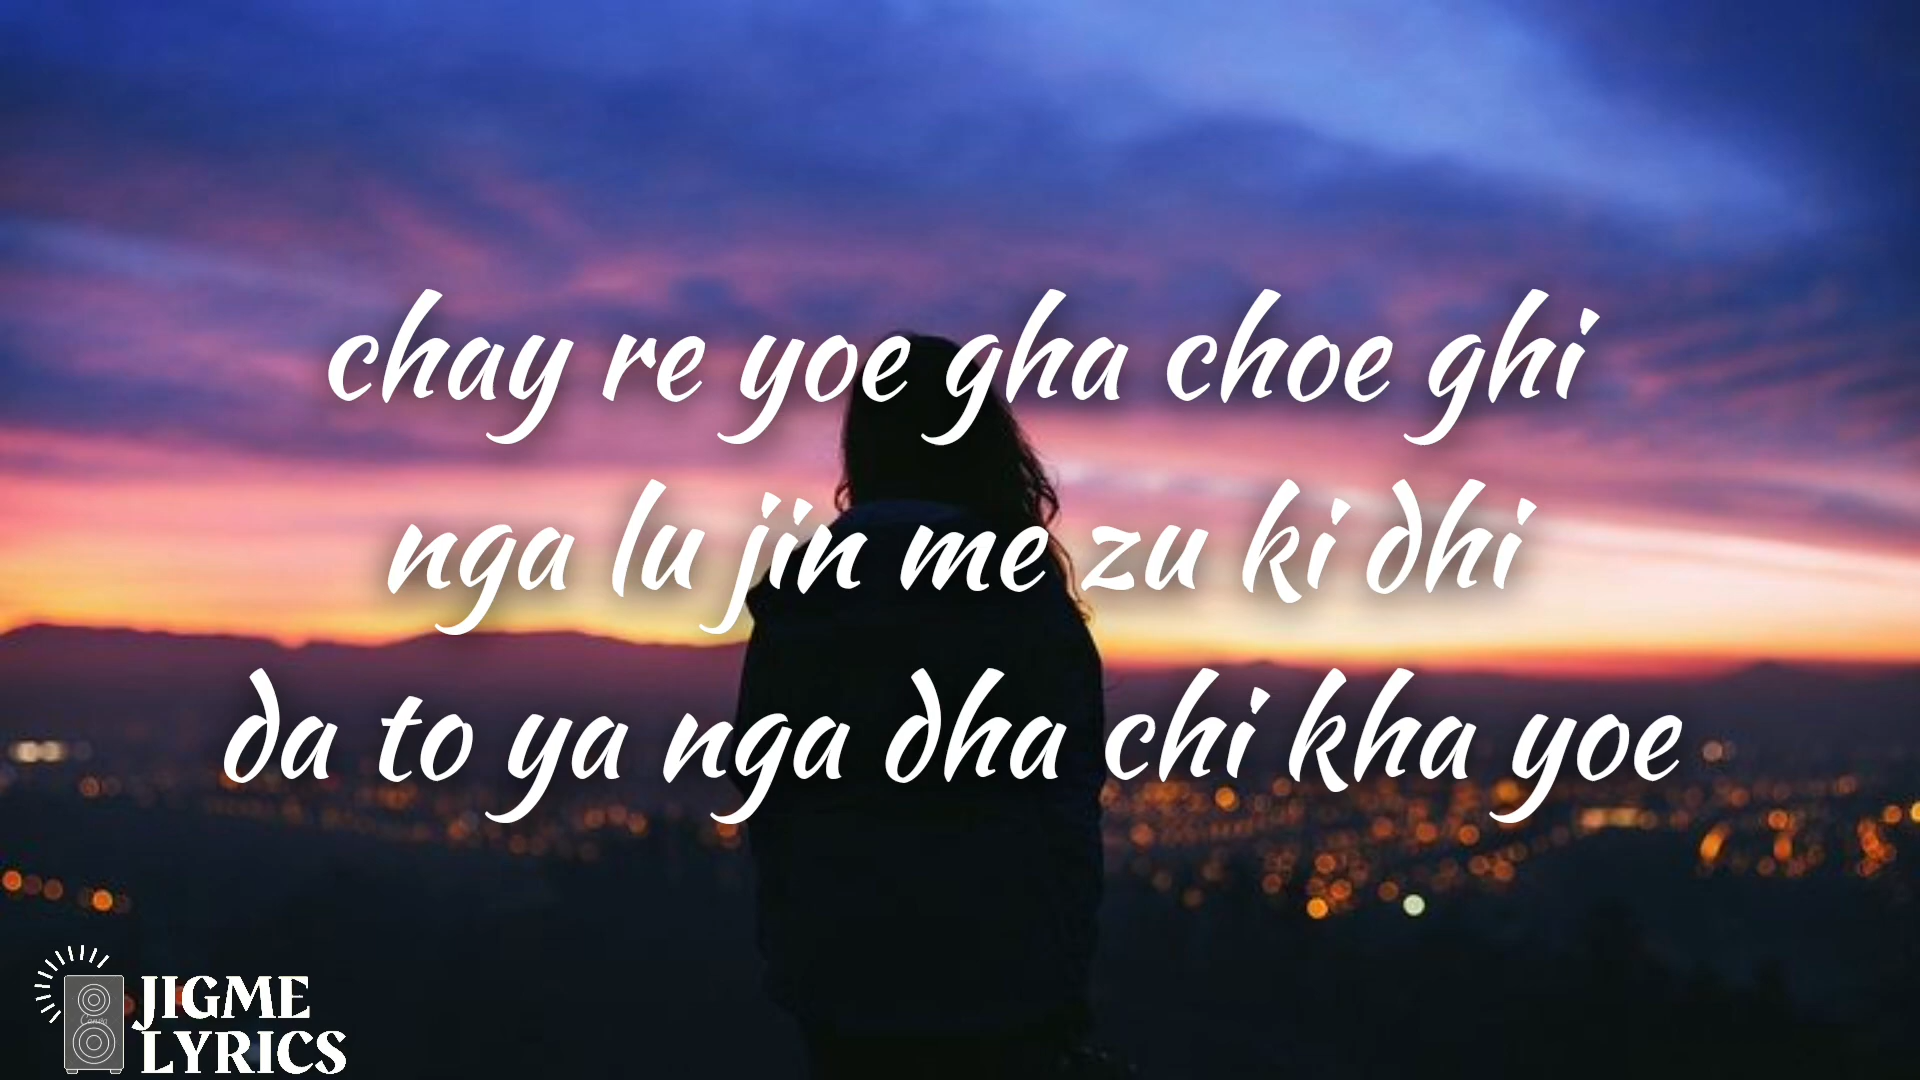 chay re yoe gha choe ghi
nga lu jin me zu ki dhi
da to ya nga dha chi kha yoe
JIGME
LYRICS
Canva